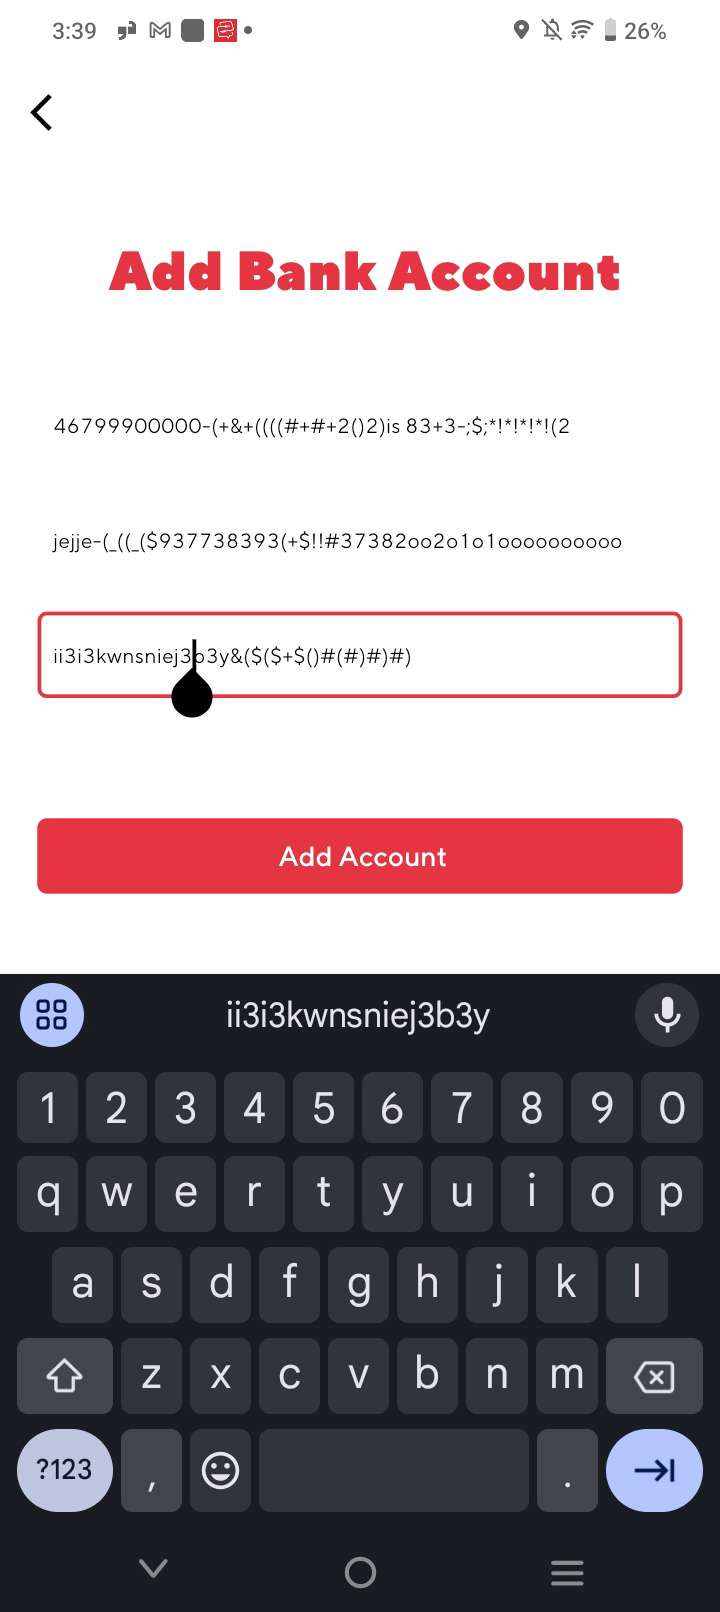 3:39
26%
Add Bank Account
46799900000-(+&+((((#+#+2()2)is 83+3-;$;*!*!*!*!(2
jejje-(_((_($937738393(+$!!#37382oo2o1o1oooooooooo
ii3i3kwnsniej3b3y&($($+$()#(#)#)#)
Add Account
ii3i3kwnsniej3b3y
1 2 3 4 5 6 7 8 9 0
q w e r t y u i o p
a s d f g h j k l
z x c v b n m
?123 , .